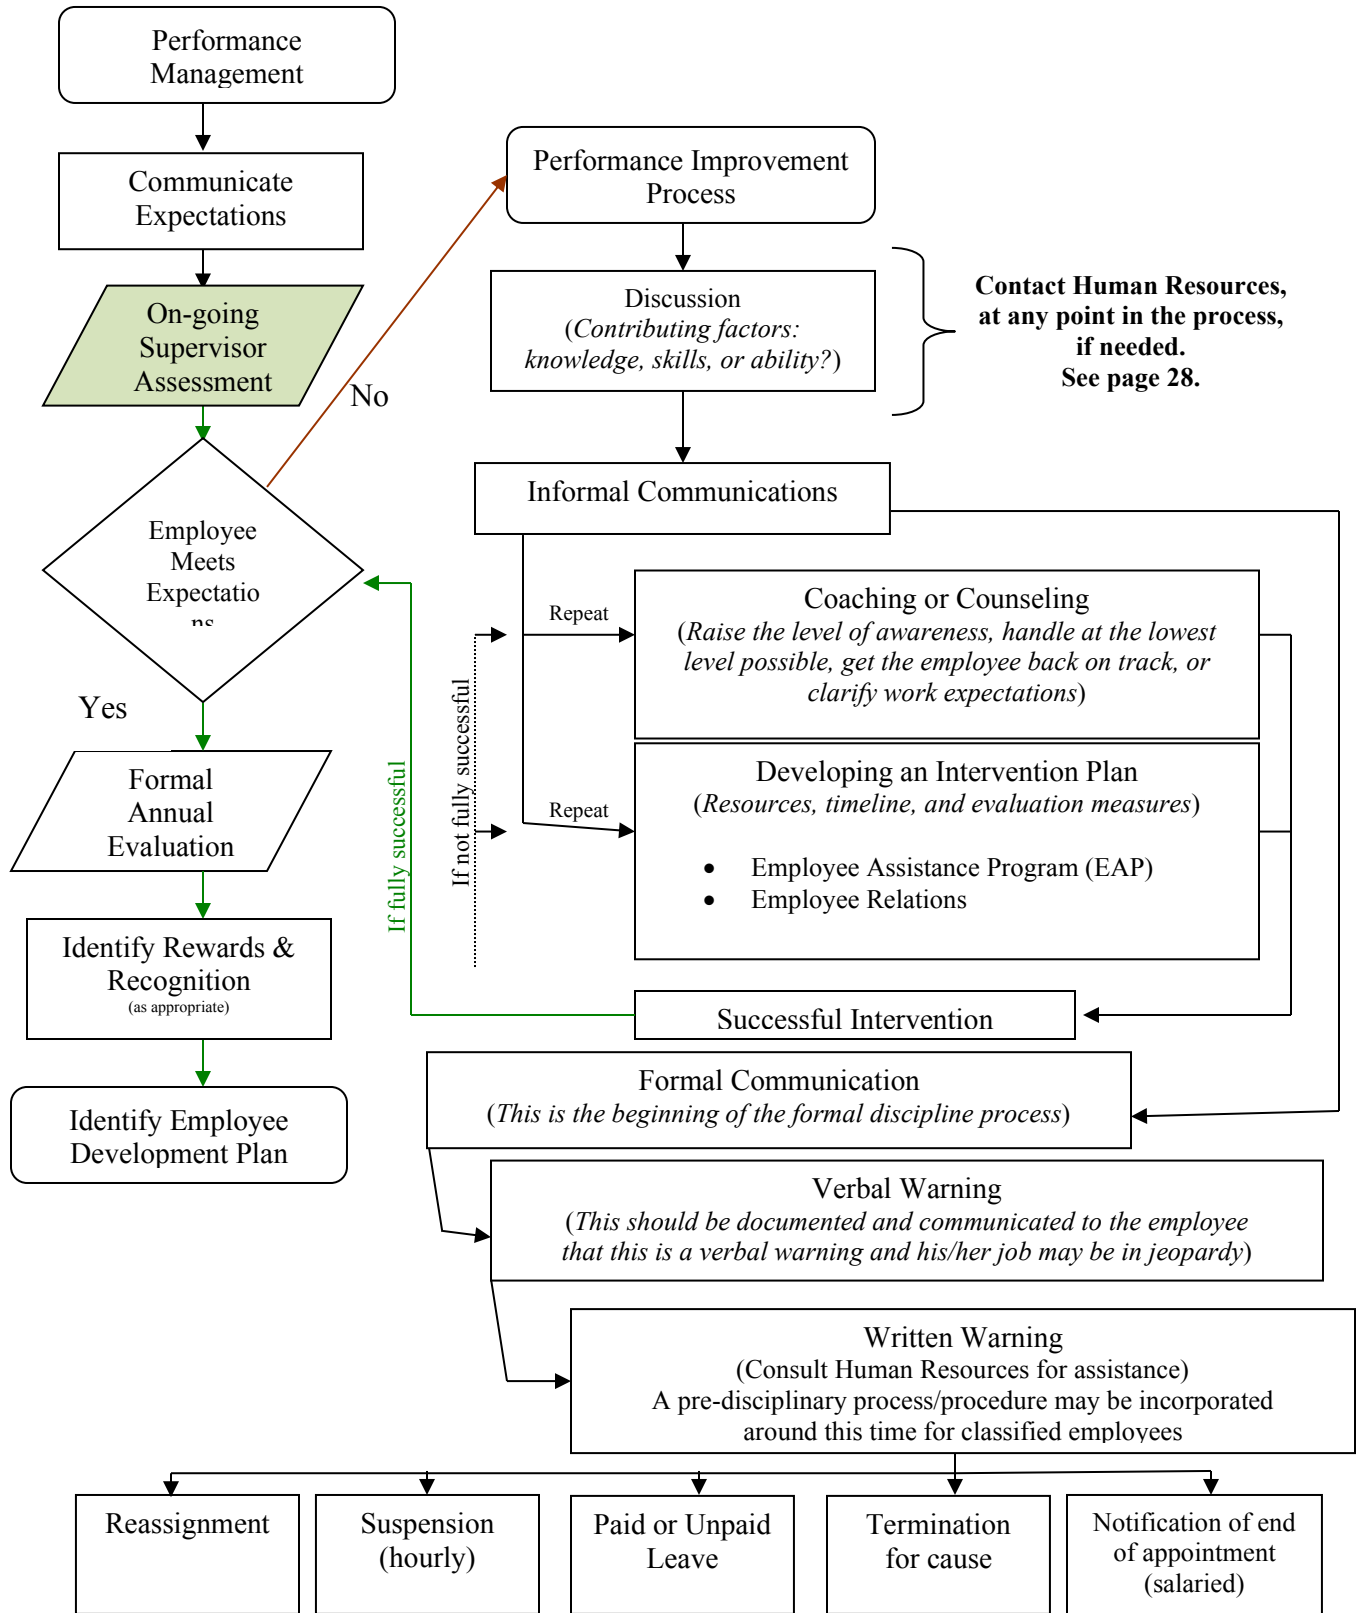 Performance
Management
Communicate
Expectations
On-going
Supervisor
Assessment
No
Employee
Meets
Expectatio
ns
Yes
Formal
Annual
Evaluation
Identify Rewards &
Recognition
(as appropriate)
Identify Employee
Development Plan
Performance Improvement
Process
Discussion
(Contributing factors:
knowledge, skills, or ability?)
Contact Human Resources,
at any point in the process,
if needed.
See page 28.
Informal Communications
Repeat
Coaching or Counseling
(Raise the level of awareness, handle at the lowest
level possible, get the employee back on track, or
clarify work expectations)
Repeat
Developing an Intervention Plan
(Resources, timeline, and evaluation measures)
• Employee Assistance Program (EAP)
• Employee Relations
If fully successful
If not fully successful
Successful Intervention
Formal Communication
(This is the beginning of the formal discipline process)
Verbal Warning
(This should be documented and communicated to the employee
that this is a verbal warning and his/her job may be in jeopardy)
Written Warning
(Consult Human Resources for assistance)
A pre-disciplinary process/procedure may be incorporated
around this time for classified employees
Reassignment
Suspension
(hourly)
Paid or Unpaid
Leave
Termination
for cause
Notification of end
of appointment
(salaried)